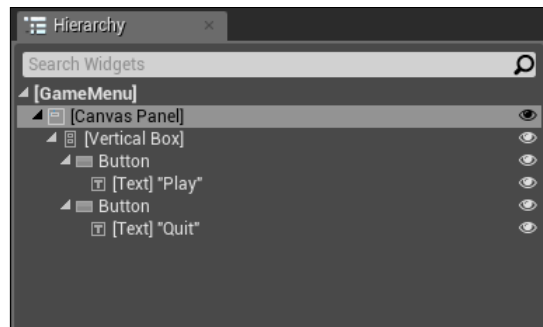 Hierarchy
Search Widgets
[GameMenu]
[Canvas Panel]
[Vertical Box]
Button
[Text] "Play"
Button
[Text] "Quit"